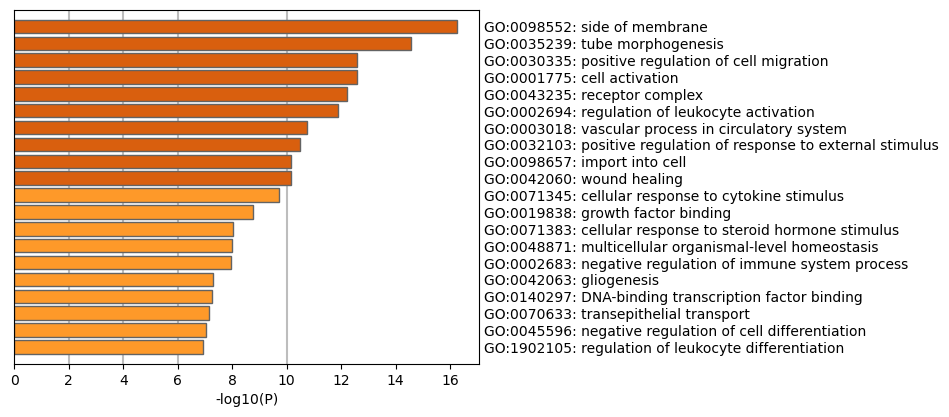 GO:0098552: side of membrane
GO:0035239: tube morphogenesis
GO:0030335: positive regulation of cell migration
GO:0001775: cell activation
GO:0043235: receptor complex
GO:0002694: regulation of leukocyte activation
GO:0003018: vascular process in circulatory system
GO:0032103: positive regulation of response to external stimulus
GO:0098657: import into cell
GO:0042060: wound healing
GO:0071345: cellular response to cytokine stimulus
GO:0019838: growth factor binding
GO:0071383: cellular response to steroid hormone stimulus
GO:0048871: multicellular organismal-level homeostasis
GO:0002683: negative regulation of immune system process
GO:0042063: gliogenesis
GO:0140297: DNA-binding transcription factor binding
GO:0070633: transepithelial transport
GO:0045596: negative regulation of cell differentiation
GO:1902105: regulation of leukocyte differentiation
0 2 4 6 8 10 12 14 16
-log10(P)